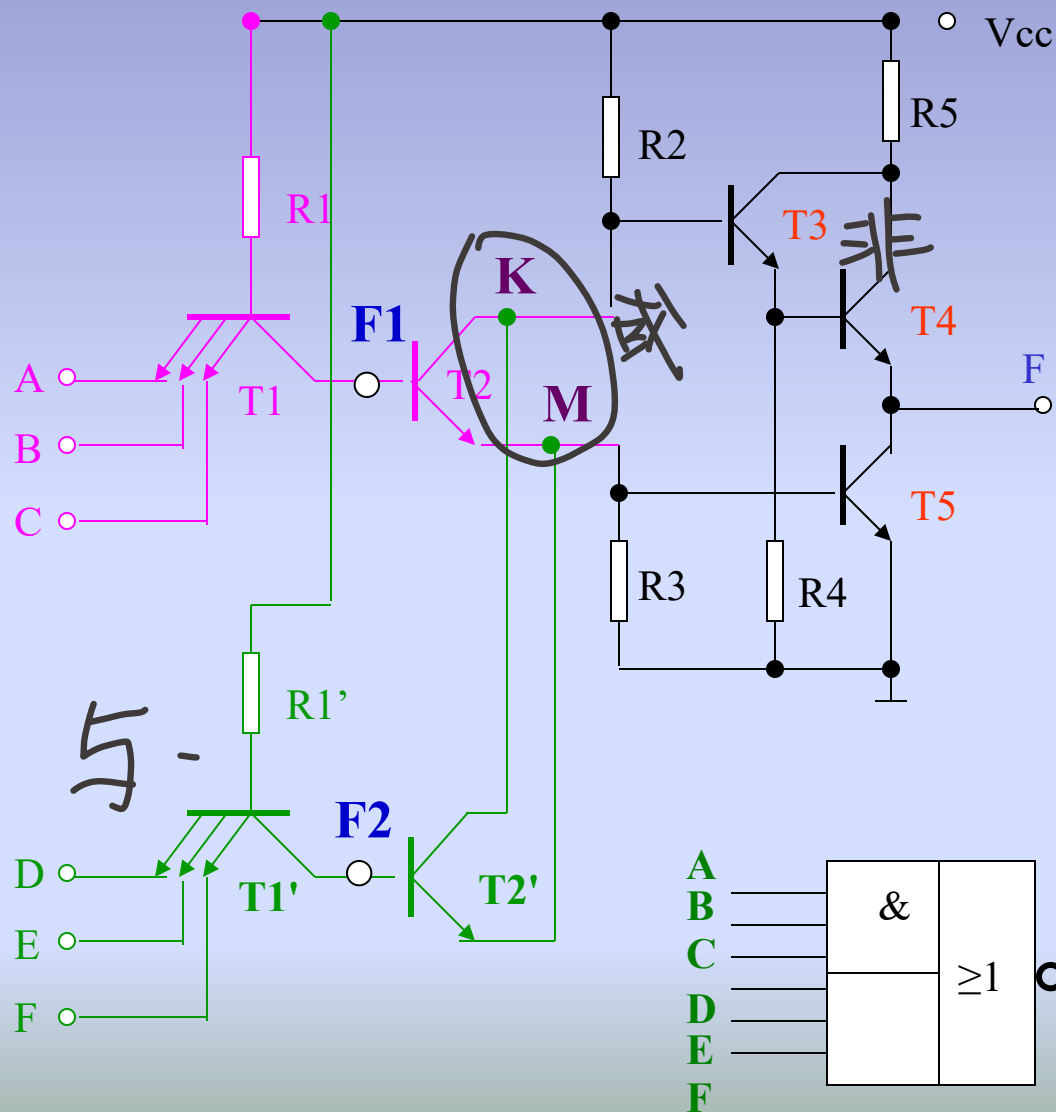 Vcc
R5
R2
R1
T3
非
K
F1
或
T4
A
T1
T2
M
F
B
T5
C
R3
R4
R1’
与
F2
D
T1'
T2'
E
F
A
B
C
D
E
F
&
≥1